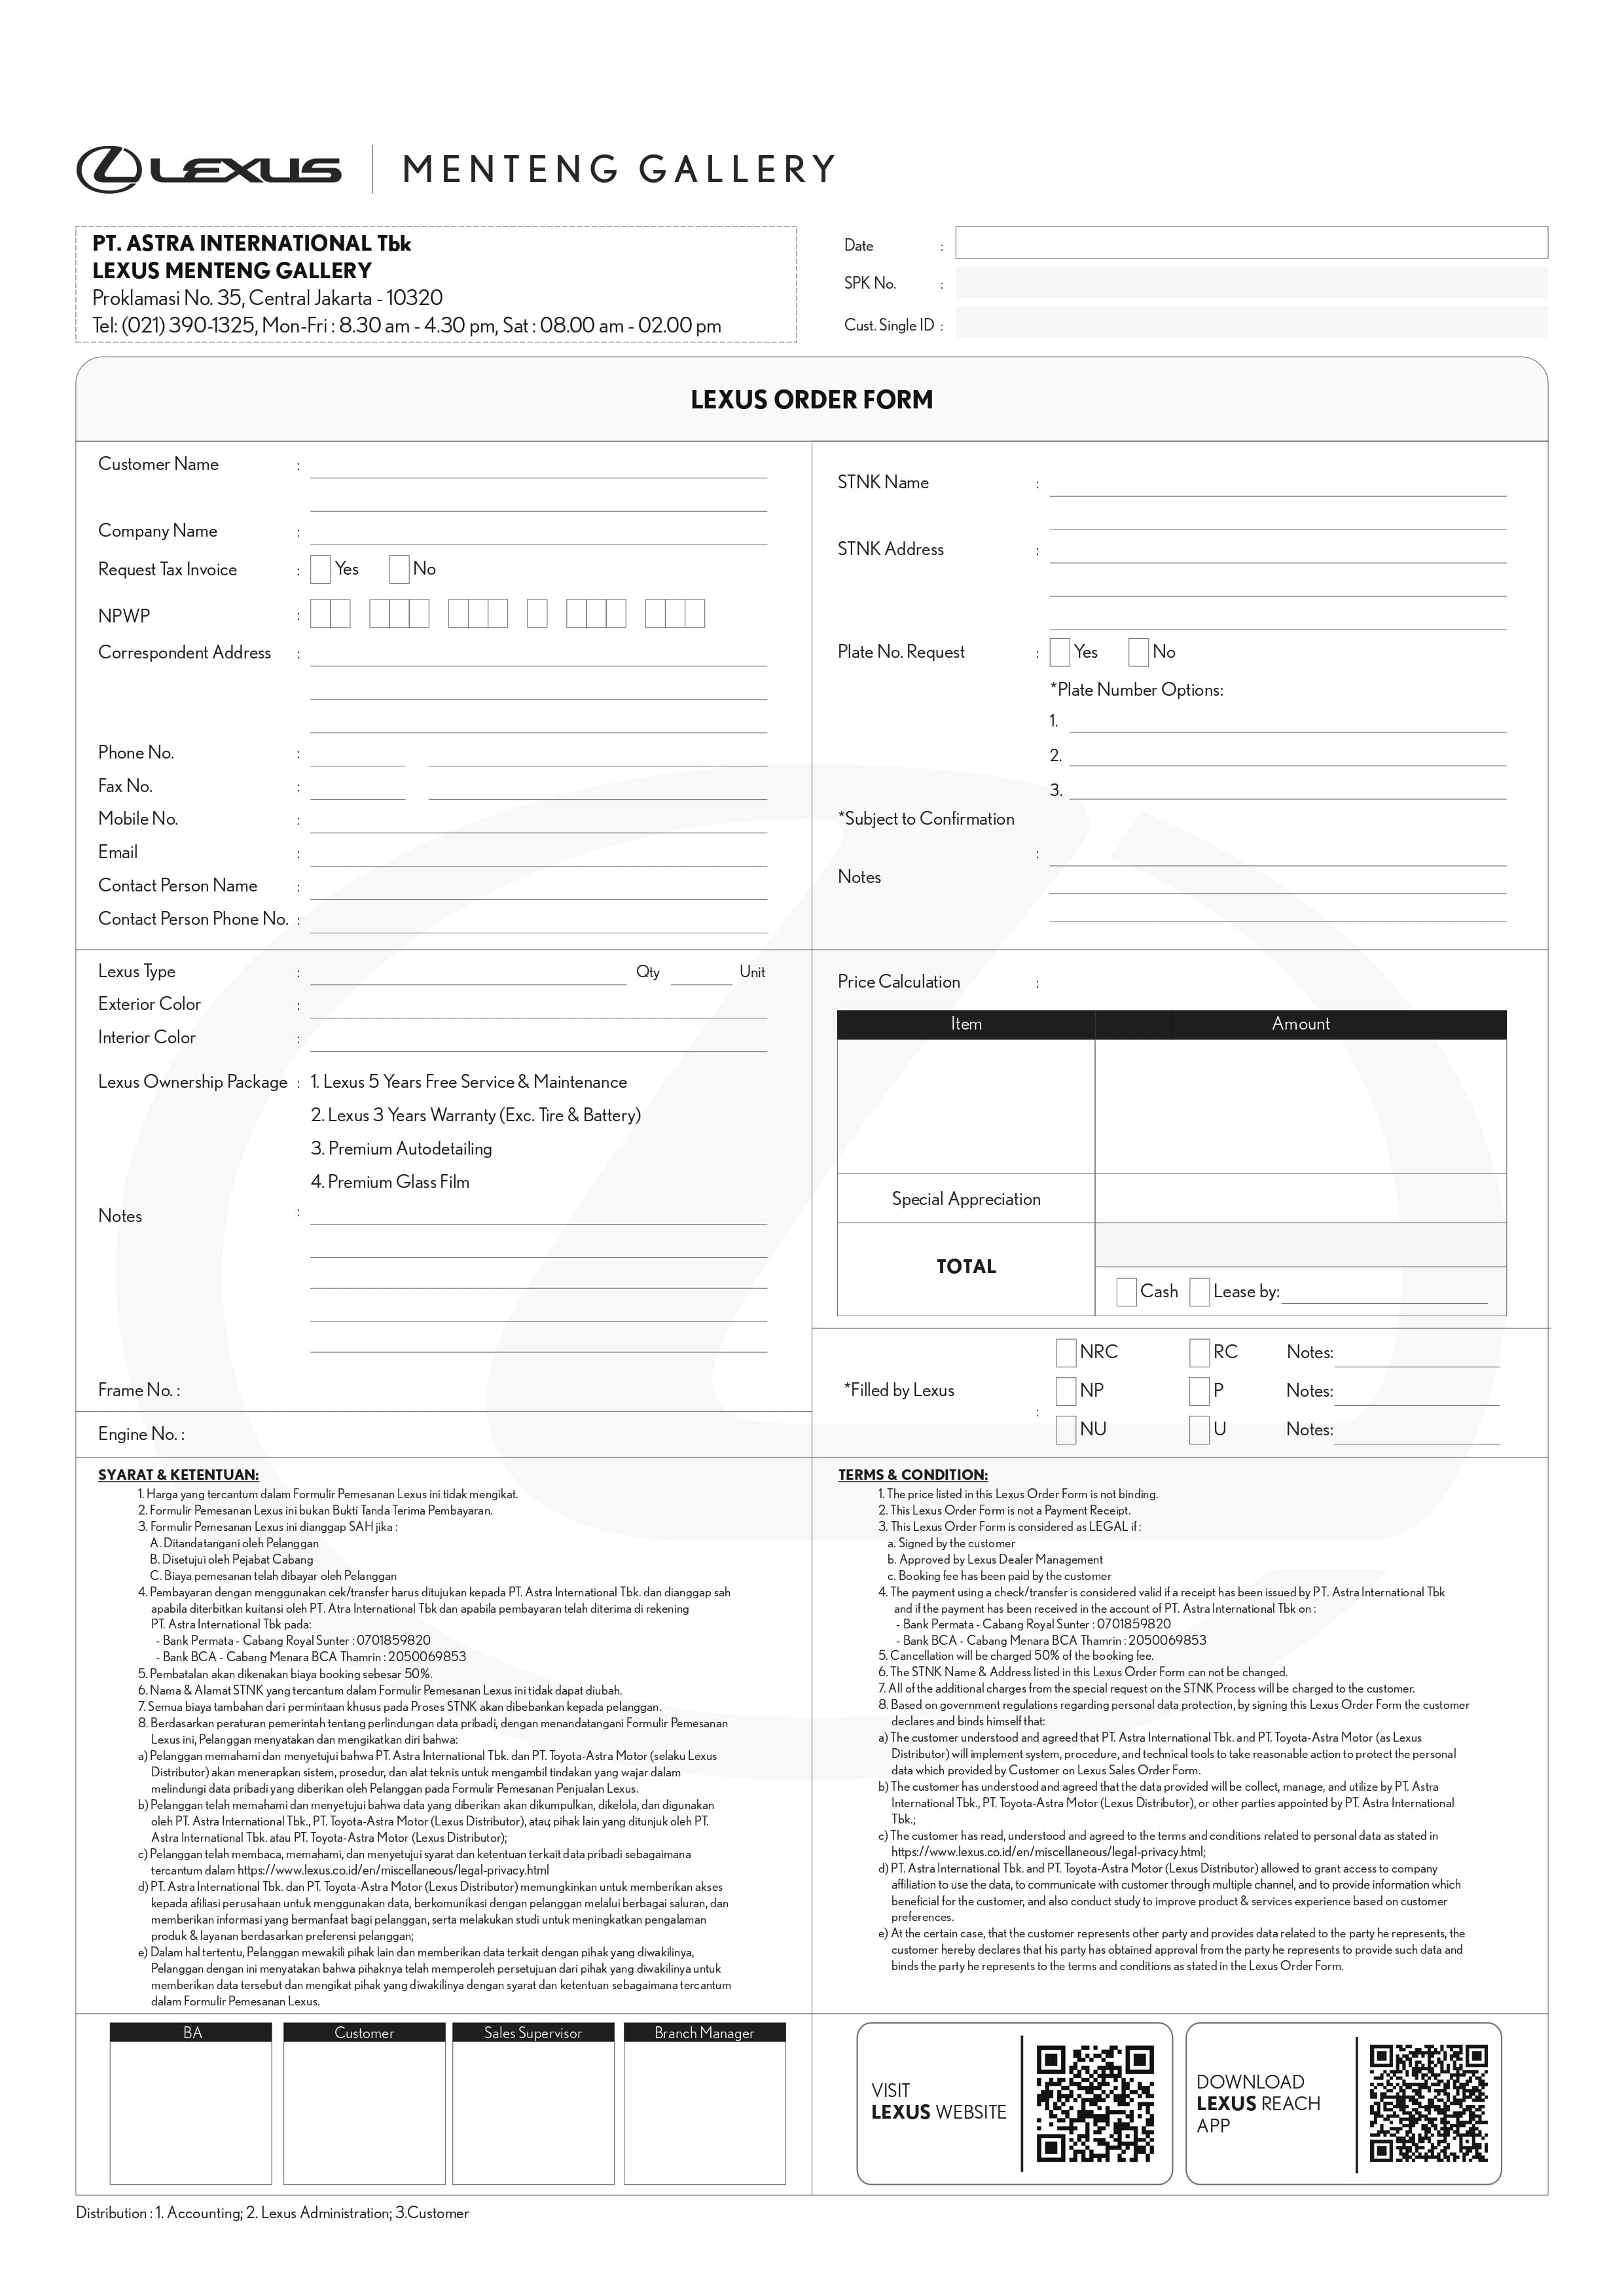 LEXUS MENTENG GALLERY
PT. ASTRA INTERNATIONAL Tbk
LEXUS MENTENG GALLERY
Proklamasi No. 35, Central Jakarta - 10320
Tel: (021) 390-1325, Mon-Fri : 8.30 am - 4.30 pm, Sat : 08.00 am - 02.00 pm
Date :
SPK No. :
Cust. Single ID :
LEXUS ORDER FORM
Customer Name :
Company Name :
Request Tax Invoice : Yes No
NPWP :
Correspondent Address :
Phone No. :
Fax No. :
Mobile No. :
Email :
Contact Person Name :
Contact Person Phone No. :
STNK Name :
STNK Address :
Plate No. Request : Yes No
*Plate Number Options:
1.
2.
3.
*Subject to Confirmation
:
Notes
Lexus Type : Qty Unit
Exterior Color :
Interior Color :
Lexus Ownership Package : 1. Lexus 5 Years Free Service & Maintenance
2. Lexus 3 Years Warranty (Exc. Tire & Battery)
3. Premium Autodetailing
4. Premium Glass Film
Notes :
Frame No. :
Engine No. :
Price Calculation :
Item Amount
Special Appreciation
TOTAL
Cash Lease by:
NRC RC Notes:
*Filled by Lexus : NP P Notes:
NU U Notes:
SYARAT & KETENTUAN:
1. Harga yang tercantum dalam Formulir Pemesanan Lexus ini tidak mengikat.
2. Formulir Pemesanan Lexus ini bukan Bukti Tanda Terima Pembayaran.
3. Formulir Pemesanan Lexus ini dianggap SAH jika :
A. Ditandatangani oleh Pelanggan
B. Disetujui oleh Pejabat Cabang
C. Biaya pemesanan telah dibayar oleh Pelanggan
4. Pembayaran dengan menggunakan cek/transfer harus ditujukan kepada PT. Astra International Tbk. dan dianggap sah
apabila diterbitkan kuitansi oleh PT. Atra International Tbk dan apabila pembayaran telah diterima di rekening
PT. Astra International Tbk pada:
- Bank Permata - Cabang Royal Sunter : 0701859820
- Bank BCA - Cabang Menara BCA Thamrin : 2050069853
5. Pembatalan akan dikenakan biaya booking sebesar 50%.
6. Nama & Alamat STNK yang tercantum dalam Formulir Pemesanan Lexus ini tidak dapat diubah.
7. Semua biaya tambahan dari permintaan khusus pada Proses STNK akan dibebankan kepada pelanggan.
8. Berdasarkan peraturan pemerintah tentang perlindungan data pribadi, dengan menandatangani Formulir Pemesanan
Lexus ini, Pelanggan menyatakan dan mengikatkan diri bahwa:
a) Pelanggan memahami dan menyetujui bahwa PT. Astra International Tbk. dan PT. Toyota-Astra Motor (selaku Lexus
Distributor) akan menerapkan sistem, prosedur, dan alat teknis untuk mengambil tindakan yang wajar dalam
melindungi data pribadi yang diberikan oleh Pelanggan pada Formulir Pemesanan Penjualan Lexus.
b) Pelanggan telah memahami dan menyetujui bahwa data yang diberikan akan dikumpulkan, dikelola, dan digunakan
oleh PT. Astra International Tbk., PT. Toyota-Astra Motor (Lexus Distributor), atau; pihak lain yang ditunjuk oleh PT.
Astra International Tbk. atau PT. Toyota-Astra Motor (Lexus Distributor);
c) Pelanggan telah membaca, memahami, dan menyetujui syarat dan ketentuan terkait data pribadi sebagaimana
tercantum dalam https://www.lexus.co.id/en/miscellaneous/legal-privacy.html
d) PT. Astra International Tbk. dan PT. Toyota-Astra Motor (Lexus Distributor) memungkinkan untuk memberikan akses
kepada afiliasi perusahaan untuk menggunakan data, berkomunikasi dengan pelanggan melalui berbagai saluran, dan
memberikan informasi yang bermanfaat bagi pelanggan, serta melakukan studi untuk meningkatkan pengalaman
produk & layanan berdasarkan preferensi pelanggan;
e) Dalam hal tertentu, Pelanggan mewakili pihak lain dan memberikan data terkait dengan pihak yang diwakilinya,
Pelanggan dengan ini menyatakan bahwa pihaknya telah memperoleh persetujuan dari pihak yang diwakilinya untuk
memberikan data tersebut dan mengikat pihak yang diwakilinya dengan syarat dan ketentuan sebagaimana tercantum
dalam Formulir Pemesanan Lexus.
TERMS & CONDITION:
1. The price listed in this Lexus Order Form is not binding.
2. This Lexus Order Form is not a Payment Receipt.
3. This Lexus Order Form is considered as LEGAL if :
a. Signed by the customer
b. Approved by Lexus Dealer Management
c. Booking fee has been paid by the customer
4. The payment using a check/transfer is considered valid if a receipt has been issued by PT. Astra International Tbk
and if the payment has been received in the account of PT. Astra International Tbk on :
- Bank Permata - Cabang Royal Sunter : 0701859820
- Bank BCA - Cabang Menara BCA Thamrin : 2050069853
5. Cancellation will be charged 50% of the booking fee.
6. The STNK Name & Address listed in this Lexus Order Form can not be changed.
7. All of the additional charges from the special request on the STNK Process will be charged to the customer.
8. Based on government regulations regarding personal data protection, by signing this Lexus Order Form the customer
declares and binds himself that:
a) The customer understood and agreed that PT. Astra International Tbk. and PT. Toyota-Astra Motor (as Lexus
Distributor) will implement system, procedure, and technical tools to take reasonable action to protect the personal
data which provided by Customer on Lexus Sales Order Form.
b) The customer has understood and agreed that the data provided will be collect, manage, and utilize by PT. Astra
International Tbk., PT. Toyota-Astra Motor (Lexus Distributor), or other parties appointed by PT. Astra International
Tbk.;
c) The customer has read, understood and agreed to the terms and conditions related to personal data as stated in
https://www.lexus.co.id/en/miscellaneous/legal-privacy.html;
d) PT. Astra International Tbk. and PT. Toyota-Astra Motor (Lexus Distributor) allowed to grant access to company
affiliation to use the data, to communicate with customer through multiple channel, and to provide information which
beneficial for the customer, and also conduct study to improve product & services experience based on customer
preferences.
e) At the certain case, that the customer represents other party and provides data related to the party he represents, the
customer hereby declares that his party has obtained approval from the party he represents to provide such data and
binds the party he represents to the terms and conditions as stated in the Lexus Order Form.
BA Customer Sales Supervisor Branch Manager
VISIT
LEXUS WEBSITE
DOWNLOAD
LEXUS REACH
APP
Distribution : 1. Accounting; 2. Lexus Administration; 3.Customer